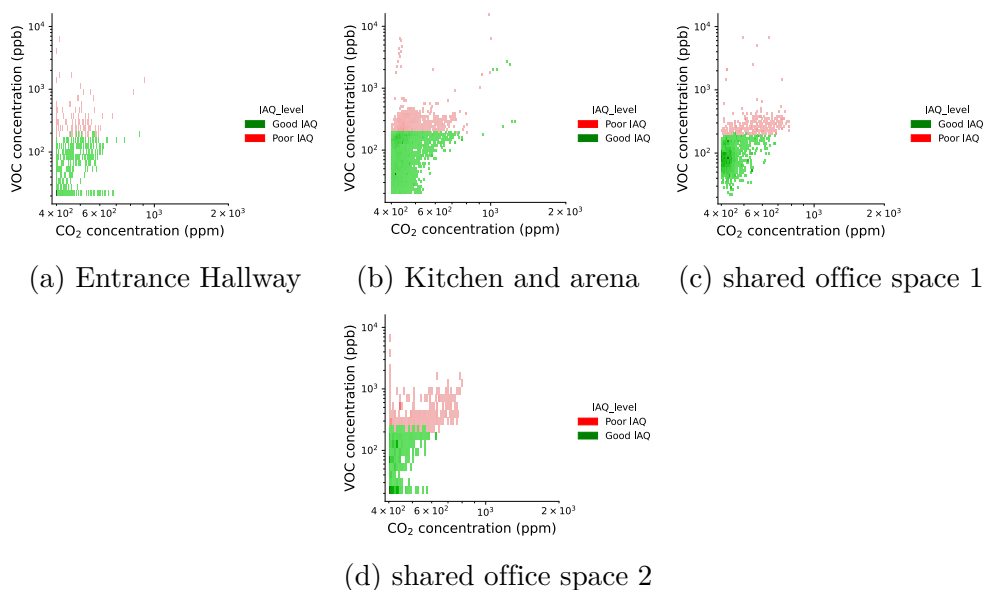 VOC concentration (ppb)
10⁴
10³
10²
4 × 10² 6 × 10² 10³ 2 × 10³
CO₂ concentration (ppm)
IAQ_level
Good IAQ
Poor IAQ
(a) Entrance Hallway
VOC concentration (ppb)
10⁴
10³
10²
4 × 10² 6 × 10² 10³ 2 × 10³
CO₂ concentration (ppm)
IAQ_level
Poor IAQ
Good IAQ
(b) Kitchen and arena
VOC concentration (ppb)
10⁴
10³
10²
4 × 10² 6 × 10² 10³ 2 × 10³
CO₂ concentration (ppm)
IAQ_level
Good IAQ
Poor IAQ
(c) shared office space 1
VOC concentration (ppb)
10⁴
10³
10²
4 × 10² 6 × 10² 10³ 2 × 10³
CO₂ concentration (ppm)
IAQ_level
Poor IAQ
Good IAQ
(d) shared office space 2